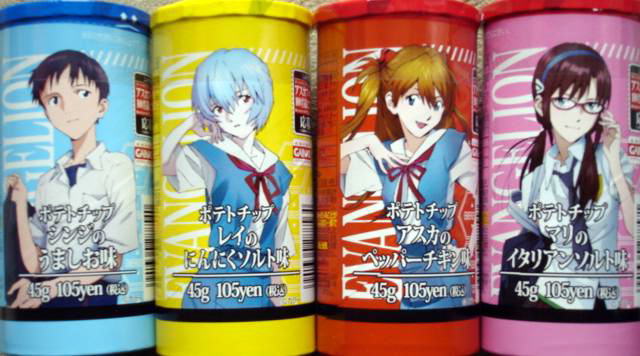 ELION
ポテトチップ
シンジの
うましお味
45g 105yen (税込)
EVANGELION
ポテトチップ
レイの
にんにくソルト味
45g 105yen (税込)
EVANGELION
ポテトチップ
アスカの
ペッパーチキン味
45g 105yen (税込)
EVANGELION
ポテトチップ
マリの
イタリアンソルト味
45g 105yen (税込)